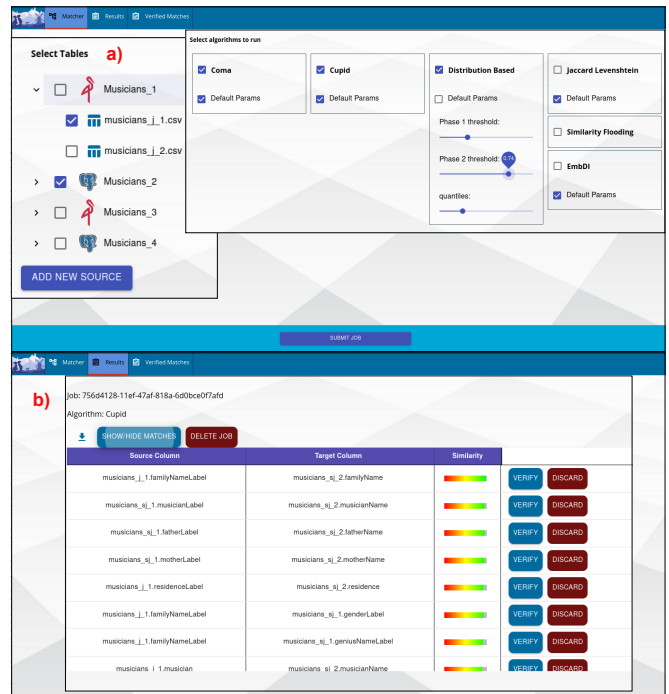 Matcher Results Verified Matches
Select Tables
a)
Musicians_1
musicians_j_1.csv
musicians_j_2.csv
Musicians_2
Musicians_3
Musicians_4
ADD NEW SOURCE
Select algorithms to run
Coma
Default Params
Cupid
Default Params
Distribution Based
Default Params
Phase 1 threshold:
Phase 2 threshold:
0.74
quantiles:
Jaccard Levenshtein
Default Params
Similarity Flooding
EmbDI
Default Params
SUBMIT JOB
Matcher Results Verified Matches
b)
Job: 756d4128-11ef-47af-818a-6d0bce0f7afd
Algorithm: Cupid
SHOW/HIDE MATCHES DELETE JOB
Source Column Target Column Similarity
musicians_j_1.familyNameLabel musicians_sj_2.familyName VERIFY DISCARD
musicians_sj_1.musicianLabel musicians_sj_2.musicianName VERIFY DISCARD
musicians_sj_1.fatherLabel musicians_sj_2.fatherName VERIFY DISCARD
musicians_sj_1.motherLabel musicians_sj_2.motherName VERIFY DISCARD
musicians_j_1.residenceLabel musicians_sj_2.residence VERIFY DISCARD
musicians_j_1.familyNameLabel musicians_sj_1.genderLabel VERIFY DISCARD
musicians_j_1.familyNameLabel musicians_sj_1.geniusNameLabel VERIFY DISCARD
musicians_j_1.musician musicians_sj_2.musicianName VERIFY DISCARD